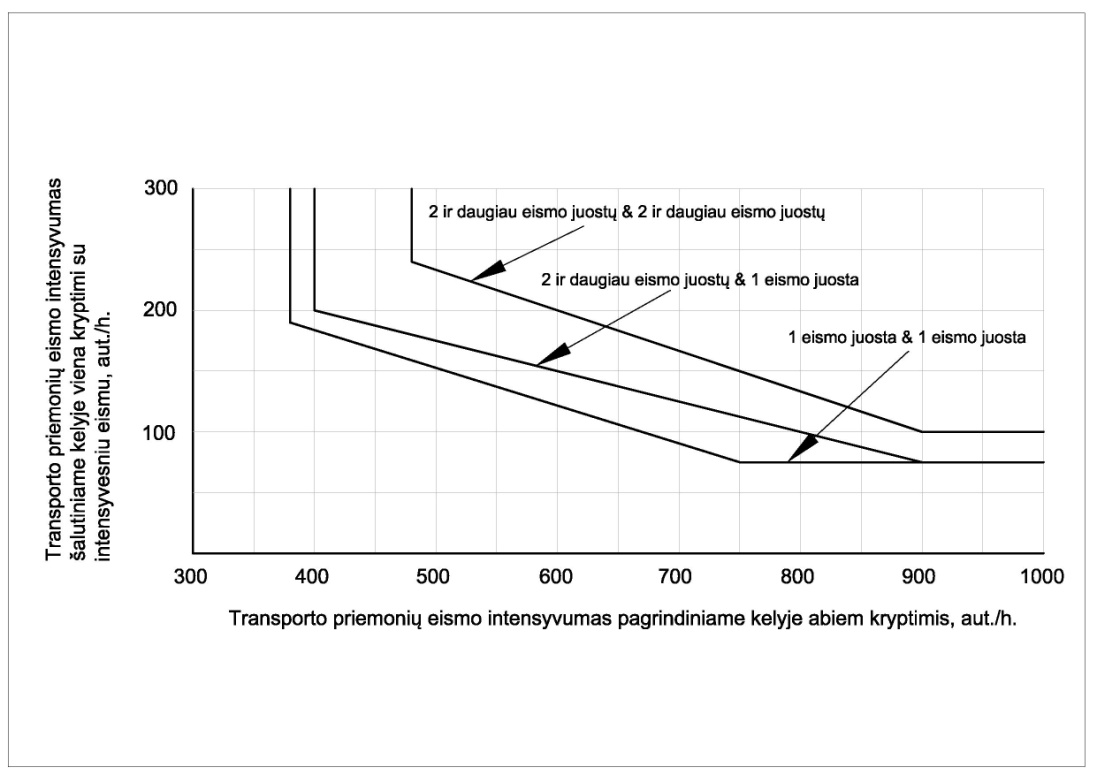 Transporto priemonių eismo intensyvumas
šalutiniame kelyje viena kryptimi su
intensyvesniu eismu, aut./h.
300
200
100
2 ir daugiau eismo juostų & 2 ir daugiau eismo juostų
2 ir daugiau eismo juostų & 1 eismo juosta
1 eismo juosta & 1 eismo juosta
300 400 500 600 700 800 900 1000
Transporto priemonių eismo intensyvumas pagrindiniame kelyje abiem kryptimis, aut./h.